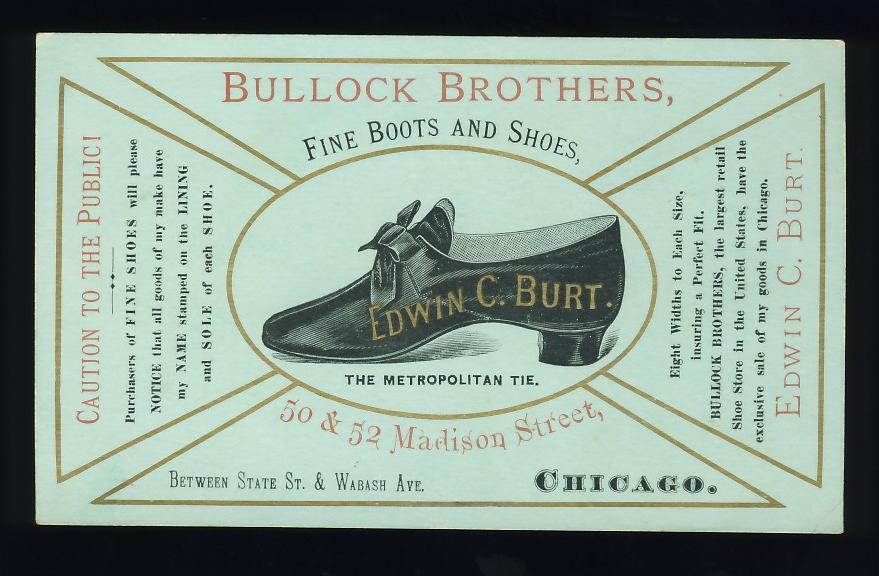 BULLOCK BROTHERS,
FINE BOOTS AND SHOES,
CAUTION TO THE PUBLIC!
Purchasers of FINE SHOES will please
NOTICE that all goods of my make have
my NAME stamped on the LINING
and SOLE of each SHOE.
EDWIN C. BURT.
THE METROPOLITAN TIE.
Eight Widths to Each Size,
insuring a Perfect Fit.
BULLOCK BROTHERS, the largest retail
Shoe Store in the United States, have the
exclusive sale of my goods in Chicago.
EDWIN C. BURT.
50 & 52 Madison Street,
BETWEEN STATE ST. & WABASH AVE.
CHICAGO.